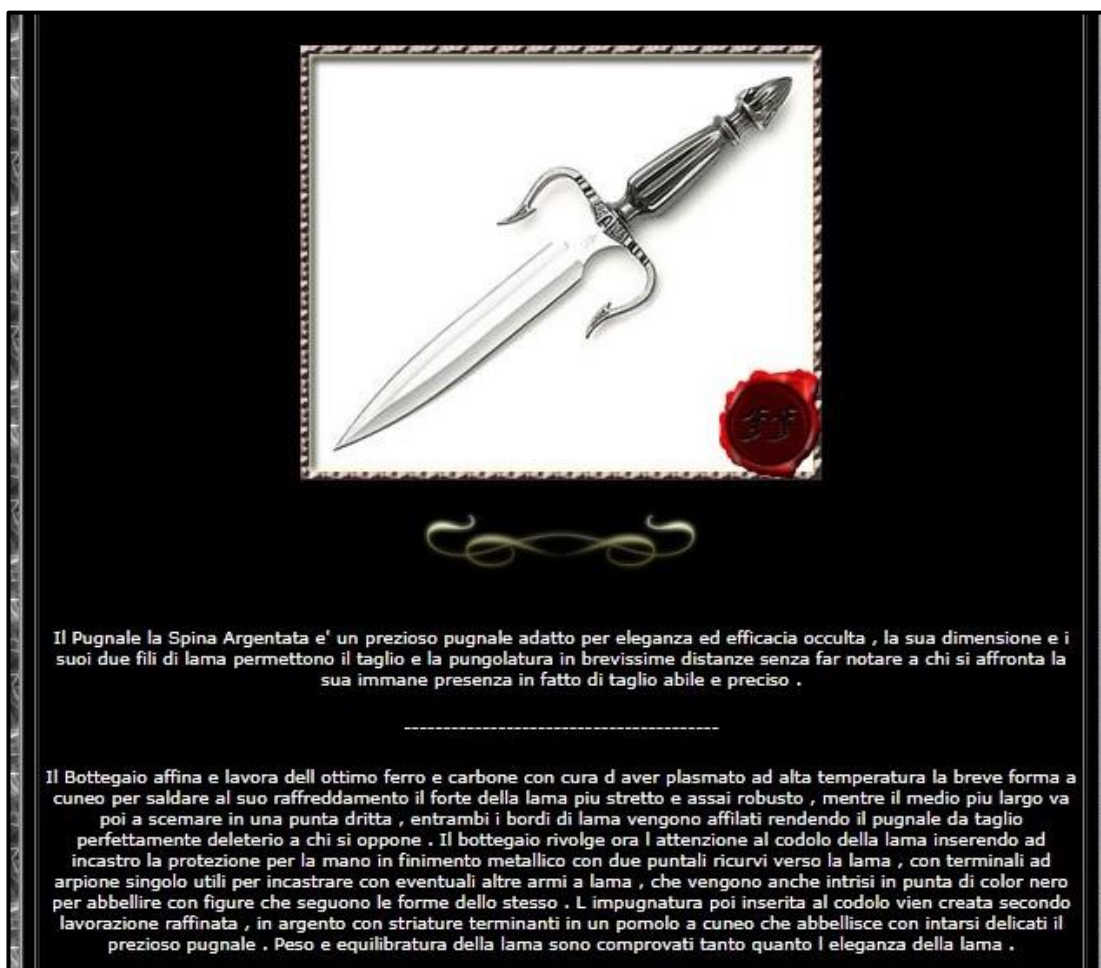 Il Pugnale la Spina Argentata e' un prezioso pugnale adatto per eleganza ed efficacia occulta , la sua dimensione e i
suoi due fili di lama permettono il taglio e la pungolatura in brevissime distanze senza far notare a chi si affronta la
sua immane presenza in fatto di taglio abile e preciso .
----------------------------------------
Il Bottegaio affina e lavora dell ottimo ferro e carbone con cura d aver plasmato ad alta temperatura la breve forma a
cuneo per saldare al suo raffreddamento il forte della lama piu stretto e assai robusto , mentre il medio piu largo va
poi a scemare in una punta dritta , entrambi i bordi di lama vengono affilati rendendo il pugnale da taglio
perfettamente deleterio a chi si oppone . Il bottegaio rivolge ora l attenzione al codolo della lama inserendo ad
incastro la protezione per la mano in finimento metallico con due puntali ricurvi verso la lama , con terminali ad
arpione singolo utili per incastrare con eventuali altre armi a lama , che vengono anche intrisi in punta di color nero
per abbellire con figure che seguono le forme dello stesso . L impugnatura poi inserita al codolo vien creata secondo
lavorazione raffinata , in argento con striature terminanti in un pomolo a cuneo che abbellisce con intarsi delicati il
prezioso pugnale . Peso e equilibratura della lama sono comprovati tanto quanto l eleganza della lama .